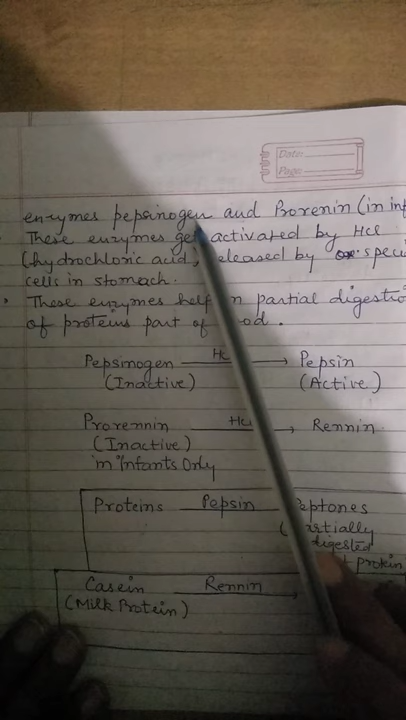 Date:
Page:
enzymes pepsinogen and Prorenin (in
These enzymes get activated by HCl
(hydrochloric acid) released by speci
cells in stomach.
These enzymes help in partial digestio
of proteins part of food.
Pepsinogen HCl → Pepsin
(Inactive) (Active)
Prorennin HCl → Rennin
(Inactive)
in Infants Only
Proteins Pepsin Peptones
(Partially
digested
protein
Casein Rennin
(Milk Protein)